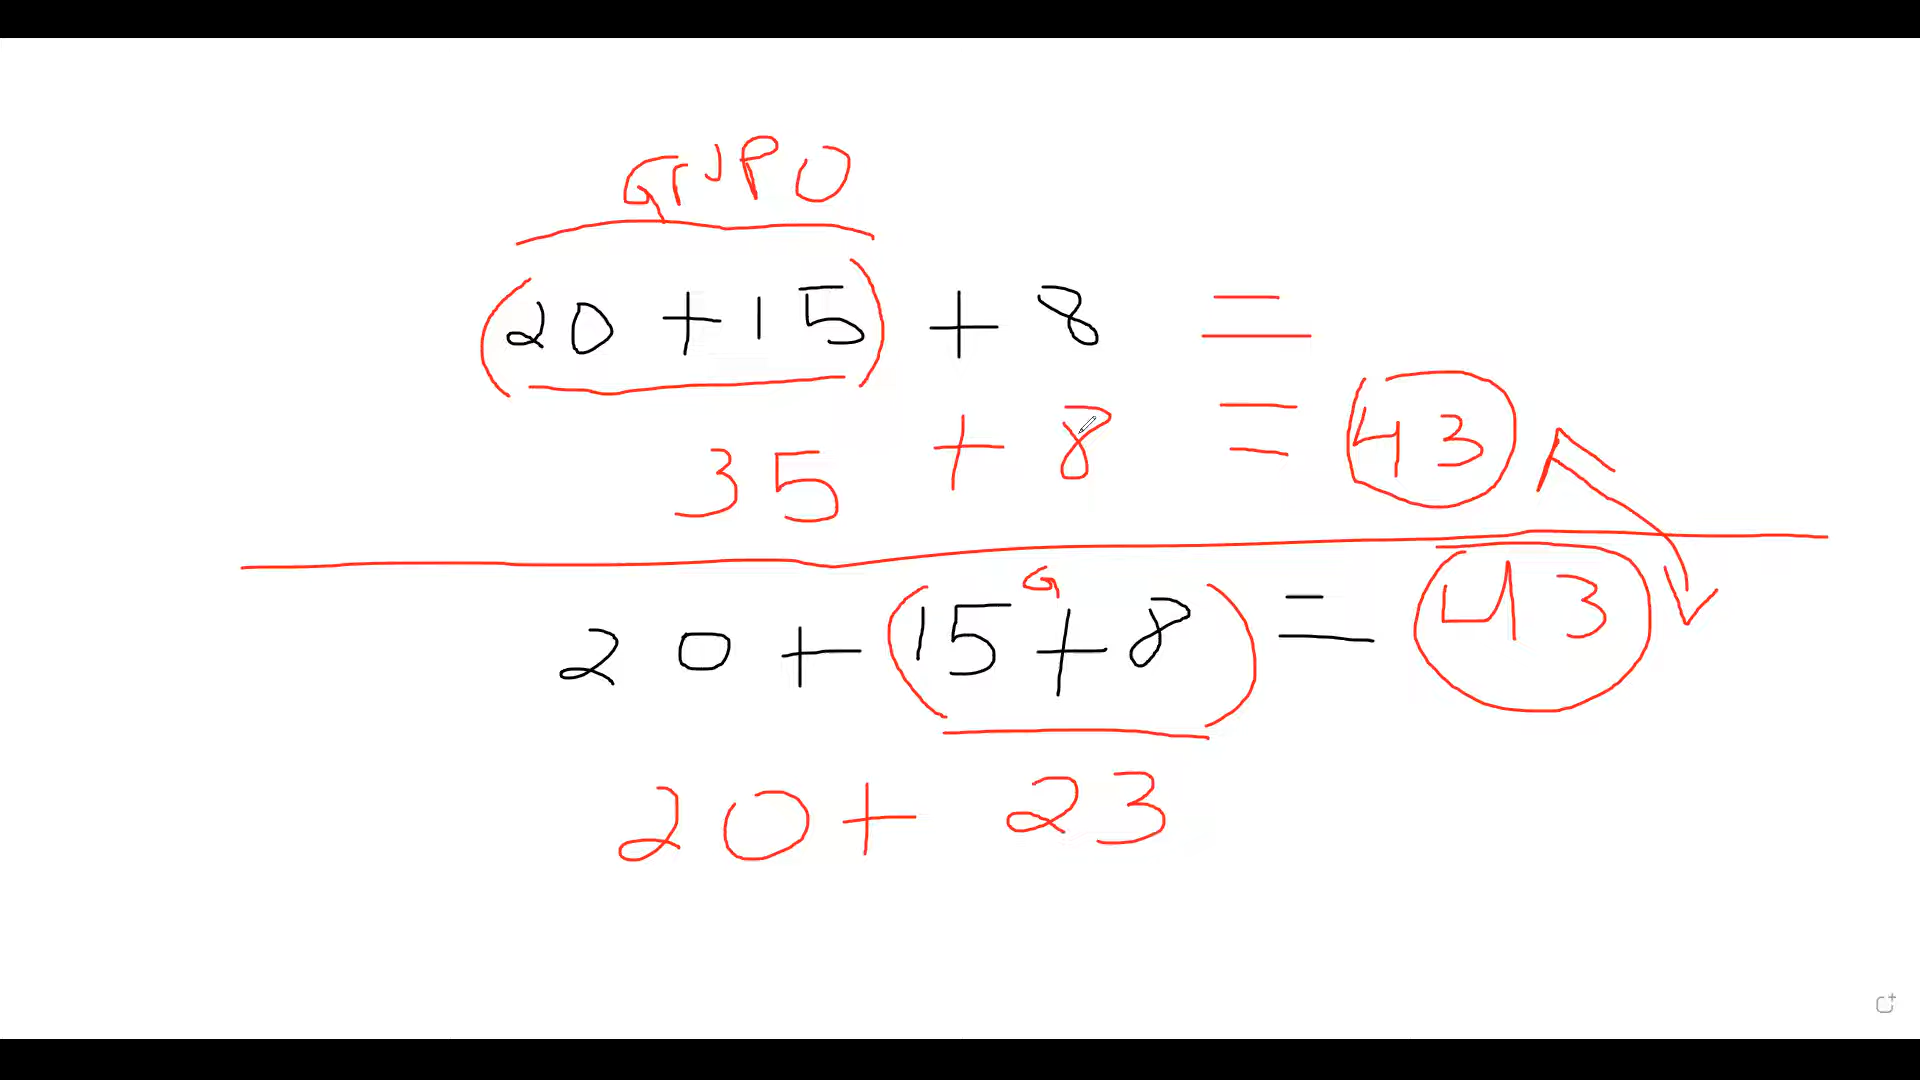 GruPO
(20 + 15) + 8 =
35 + 8 = 43
G
20 + (15 + 8) = 43
20 + 23